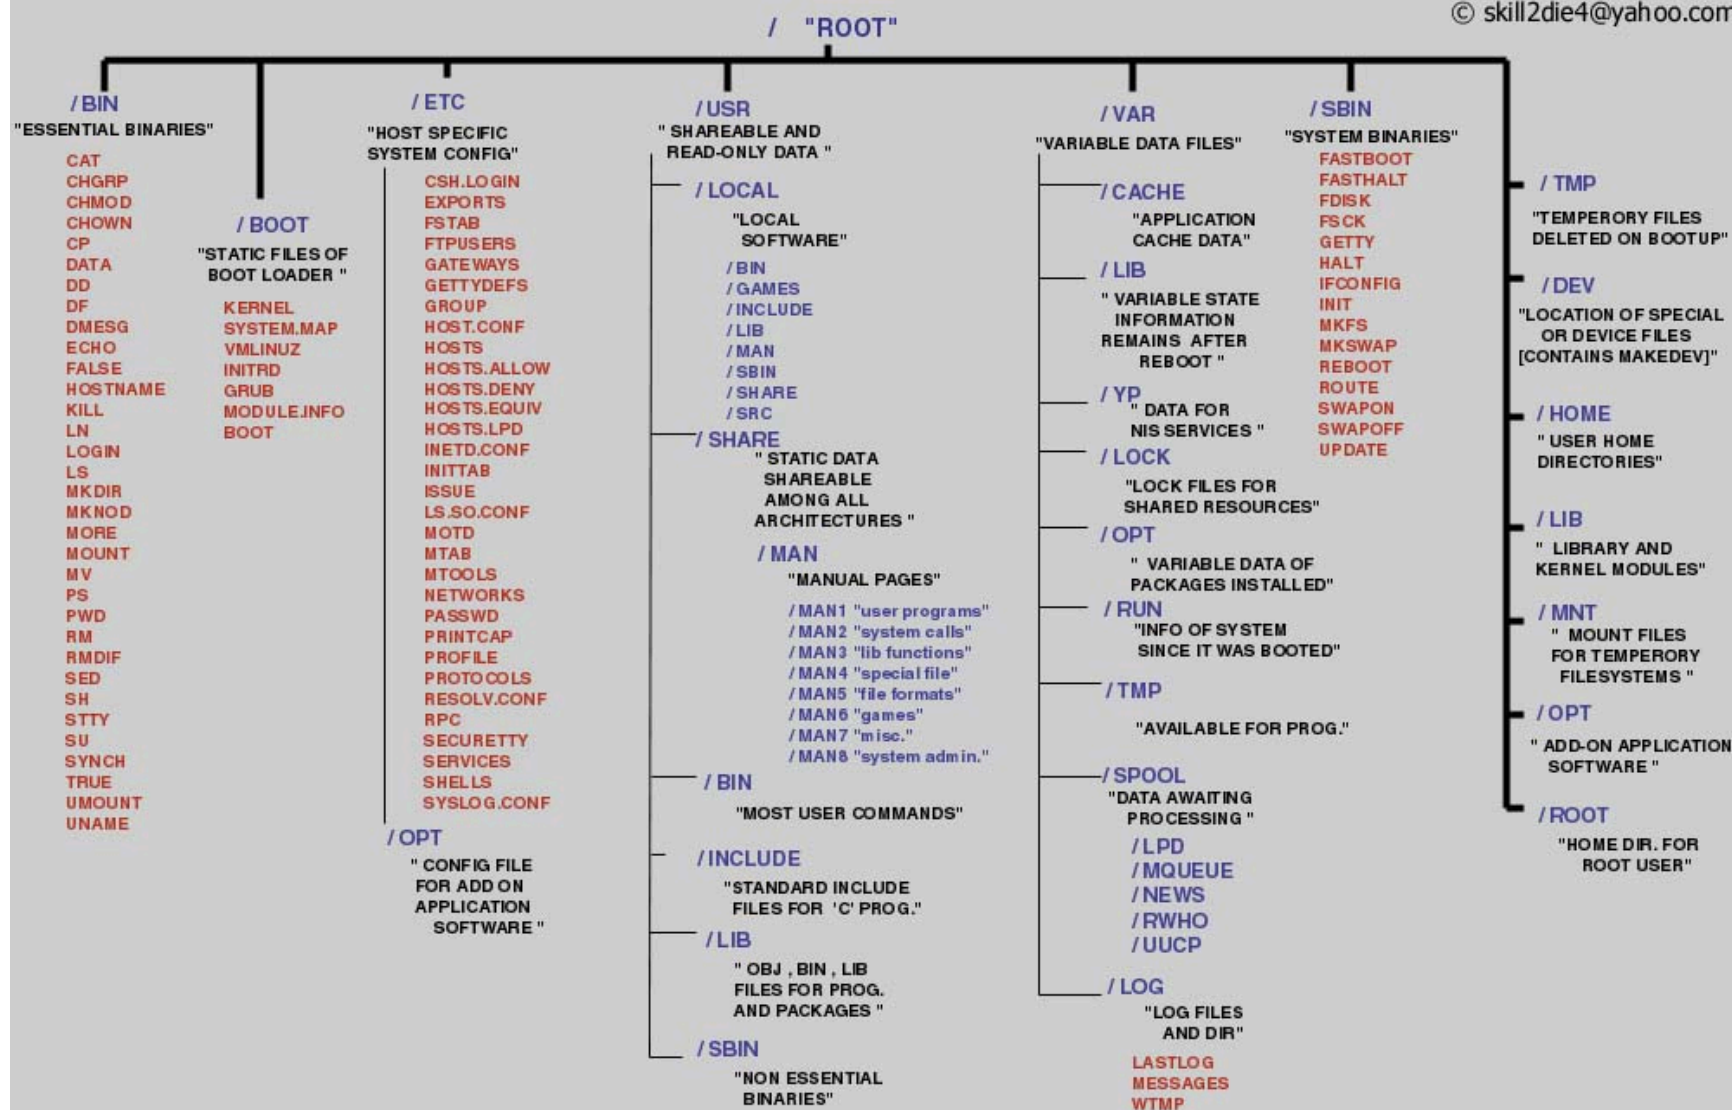 © skill2die4@yahoo.com
/ "ROOT"
/ BIN
"ESSENTIAL BINARIES"
CAT
CHGRP
CHMOD
CHOWN
CP
DATA
DD
DF
DMESG
ECHO
FALSE
HOSTNAME
KILL
LN
LOGIN
LS
MKDIR
MKNOD
MORE
MOUNT
MV
PS
PWD
RM
RMDIF
SED
SH
STTY
SU
SYNCH
TRUE
UMOUNT
UNAME
/ BOOT
"STATIC FILES OF
BOOT LOADER "
KERNEL
SYSTEM.MAP
VMLINUZ
INITRD
GRUB
MODULE.INFO
BOOT
/ ETC
"HOST SPECIFIC
SYSTEM CONFIG"
CSH.LOGIN
EXPORTS
FSTAB
FTPUSERS
GATEWAYS
GETTYDEFS
GROUP
HOST.CONF
HOSTS
HOSTS.ALLOW
HOSTS.DENY
HOSTS.EQUIV
HOSTS.LPD
INETD.CONF
INITTAB
ISSUE
LS.SO.CONF
MOTD
MTAB
MTOOLS
NETWORKS
PASSWD
PRINTCAP
PROFILE
PROTOCOLS
RESOLV.CONF
RPC
SECURETTY
SERVICES
SHELLS
SYSLOG.CONF
/ OPT
" CONFIG FILE
FOR ADD ON
APPLICATION
SOFTWARE "
/ USR
" SHAREABLE AND
READ-ONLY DATA "
/ LOCAL
"LOCAL
SOFTWARE"
/ BIN
/ GAMES
/ INCLUDE
/ LIB
/ MAN
/ SBIN
/ SHARE
/ SRC
/ SHARE
" STATIC DATA
SHAREABLE
AMONG ALL
ARCHITECTURES "
/ MAN
"MANUAL PAGES"
/ MAN1 "user programs"
/ MAN2 "system calls"
/ MAN3 "lib functions"
/ MAN4 "special file"
/ MAN5 "file formats"
/ MAN6 "games"
/ MAN7 "misc."
/ MAN8 "system admin."
/ BIN
"MOST USER COMMANDS"
/ INCLUDE
"STANDARD INCLUDE
FILES FOR 'C' PROG."
/ LIB
" OBJ , BIN , LIB
FILES FOR PROG.
AND PACKAGES "
/ SBIN
"NON ESSENTIAL
BINARIES"
/ VAR
"VARIABLE DATA FILES"
/ CACHE
"APPLICATION
CACHE DATA"
/ LIB
" VARIABLE STATE
INFORMATION
REMAINS AFTER
REBOOT "
/ YP
" DATA FOR
NIS SERVICES "
/ LOCK
"LOCK FILES FOR
SHARED RESOURCES"
/ OPT
" VARIABLE DATA OF
PACKAGES INSTALLED"
/ RUN
"INFO OF SYSTEM
SINCE IT WAS BOOTED"
/ TMP
"AVAILABLE FOR PROG."
/ SPOOL
"DATA AWAITING
PROCESSING "
/ LPD
/ MQUEUE
/ NEWS
/ RWHO
/ UUCP
/ LOG
"LOG FILES
AND DIR"
LASTLOG
MESSAGES
WTMP
/ SBIN
"SYSTEM BINARIES"
FASTBOOT
FASTHALT
FDISK
FSCK
GETTY
HALT
IFCONFIG
INIT
MKFS
MKSWAP
REBOOT
ROUTE
SWAPON
SWAPOFF
UPDATE
/ TMP
"TEMPERORY FILES
DELETED ON BOOTUP"
/ DEV
"LOCATION OF SPECIAL
OR DEVICE FILES
[CONTAINS MAKEDEV]"
/ HOME
" USER HOME
DIRECTORIES"
/ LIB
" LIBRARY AND
KERNEL MODULES"
/ MNT
" MOUNT FILES
FOR TEMPERORY
FILESYSTEMS "
/ OPT
" ADD-ON APPLICATION
SOFTWARE "
/ ROOT
"HOME DIR. FOR
ROOT USER"